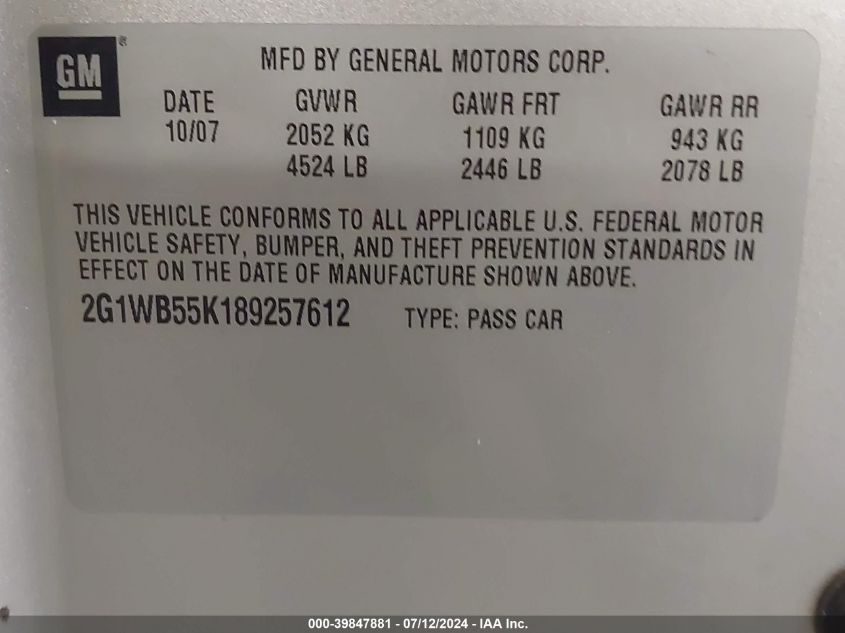 GM®
MFD BY GENERAL MOTORS CORP.
DATE GVWR GAWR FRT GAWR RR
10/07 2052 KG 1109 KG 943 KG
4524 LB 2446 LB 2078 LB
THIS VEHICLE CONFORMS TO ALL APPLICABLE U.S. FEDERAL MOTOR
VEHICLE SAFETY, BUMPER, AND THEFT PREVENTION STANDARDS IN
EFFECT ON THE DATE OF MANUFACTURE SHOWN ABOVE.
2G1WB55K189257612 TYPE: PASS CAR
000-39847881 - 07/12/2024 - IAA Inc.